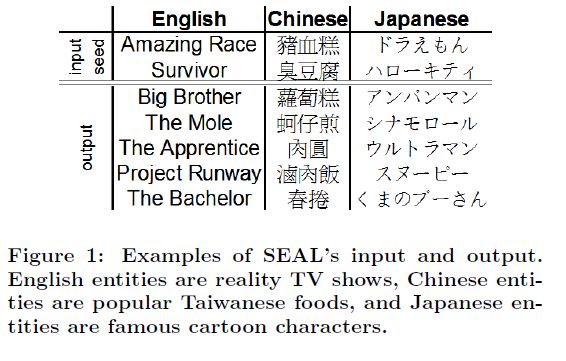 English Chinese Japanese
input seed
Amazing Race 豬血糕 ドラえもん
Survivor 臭豆腐 ハローキティ
output
Big Brother 蘿蔔糕 アンパンマン
The Mole 蚵仔煎 シナモロール
The Apprentice 肉圓 ウルトラマン
Project Runway 滷肉飯 スヌーピー
The Bachelor 春捲 くまのプーさん
Figure 1: Examples of SEAL's input and output.
English entities are reality TV shows, Chinese enti-
ties are popular Taiwanese foods, and Japanese en-
tities are famous cartoon characters.